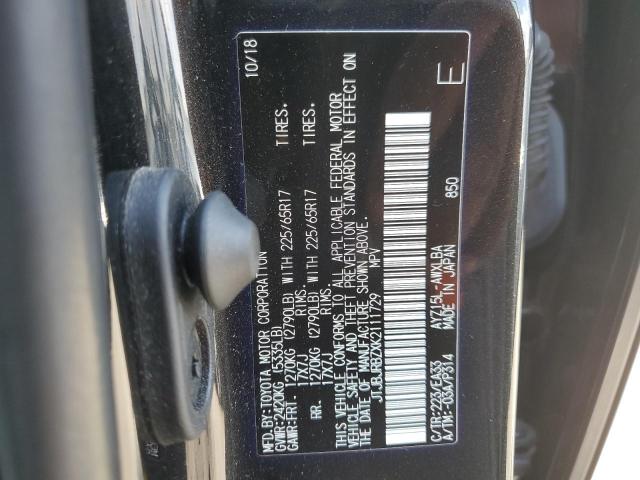 MFD.BY:TOYOTA MOTOR CORPORATION 10/18
GVWR:2420KG (5335LB)
GAWR:FRT. 1270KG (2790LB) WITH 225/65R17 TIRES.
17X7J RIMS.
RR. 1270KG (2790LB) WITH 225/65R17 TIRES.
17X7J RIMS.
THIS VEHICLE CONFORMS TO ALL APPLICABLE FEDERAL MOTOR
VEHICLE SAFETY AND THEFT PREVENTION STANDARDS IN EFFECT ON
THE DATE OF MANUFACTURE SHOWN ABOVE.
MPV
E
C/TR:223/EB33
A/TM:-03A/P314 MADE IN JAPAN 850